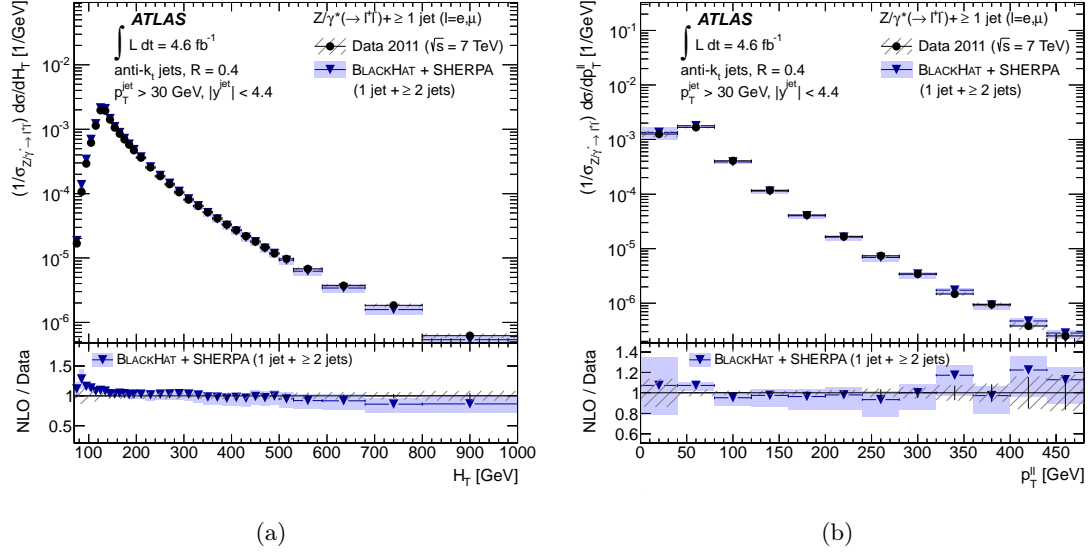 ATLAS
∫ L dt = 4.6 fb⁻¹
anti-kₜ jets, R = 0.4
p_T^jet > 30 GeV, |y^jet| < 4.4
Z/γ*(→ l⁺l⁻)+ ≥ 1 jet (l=e,μ)
Data 2011 (√s = 7 TeV)
BLACKHAT + SHERPA
(1 jet + ≥ 2 jets)
(1/σ_Z/γ*→ l⁺l⁻) dσ/dH_T [1/GeV]
10⁻²
10⁻³
10⁻⁴
10⁻⁵
10⁻⁶
BLACKHAT + SHERPA (1 jet + ≥ 2 jets)
NLO / Data
1.5
1
0.5
100 200 300 400 500 600 700 800 900 1000
H_T [GeV]
(a)
ATLAS
∫ L dt = 4.6 fb⁻¹
anti-kₜ jets, R = 0.4
p_T^jet > 30 GeV, |y^jet| < 4.4
Z/γ*(→ l⁺l⁻)+ ≥ 1 jet (l=e,μ)
Data 2011 (√s = 7 TeV)
BLACKHAT + SHERPA
(1 jet + ≥ 2 jets)
(1/σ_Z/γ*→ l⁺l⁻) dσ/dp_T^ll [1/GeV]
10⁻¹
10⁻²
10⁻³
10⁻⁴
10⁻⁵
10⁻⁶
BLACKHAT + SHERPA (1 jet + ≥ 2 jets)
NLO / Data
1.4
1.2
1
0.8
0.6
0 50 100 150 200 250 300 350 400 450
p_T^ll [GeV]
(b)